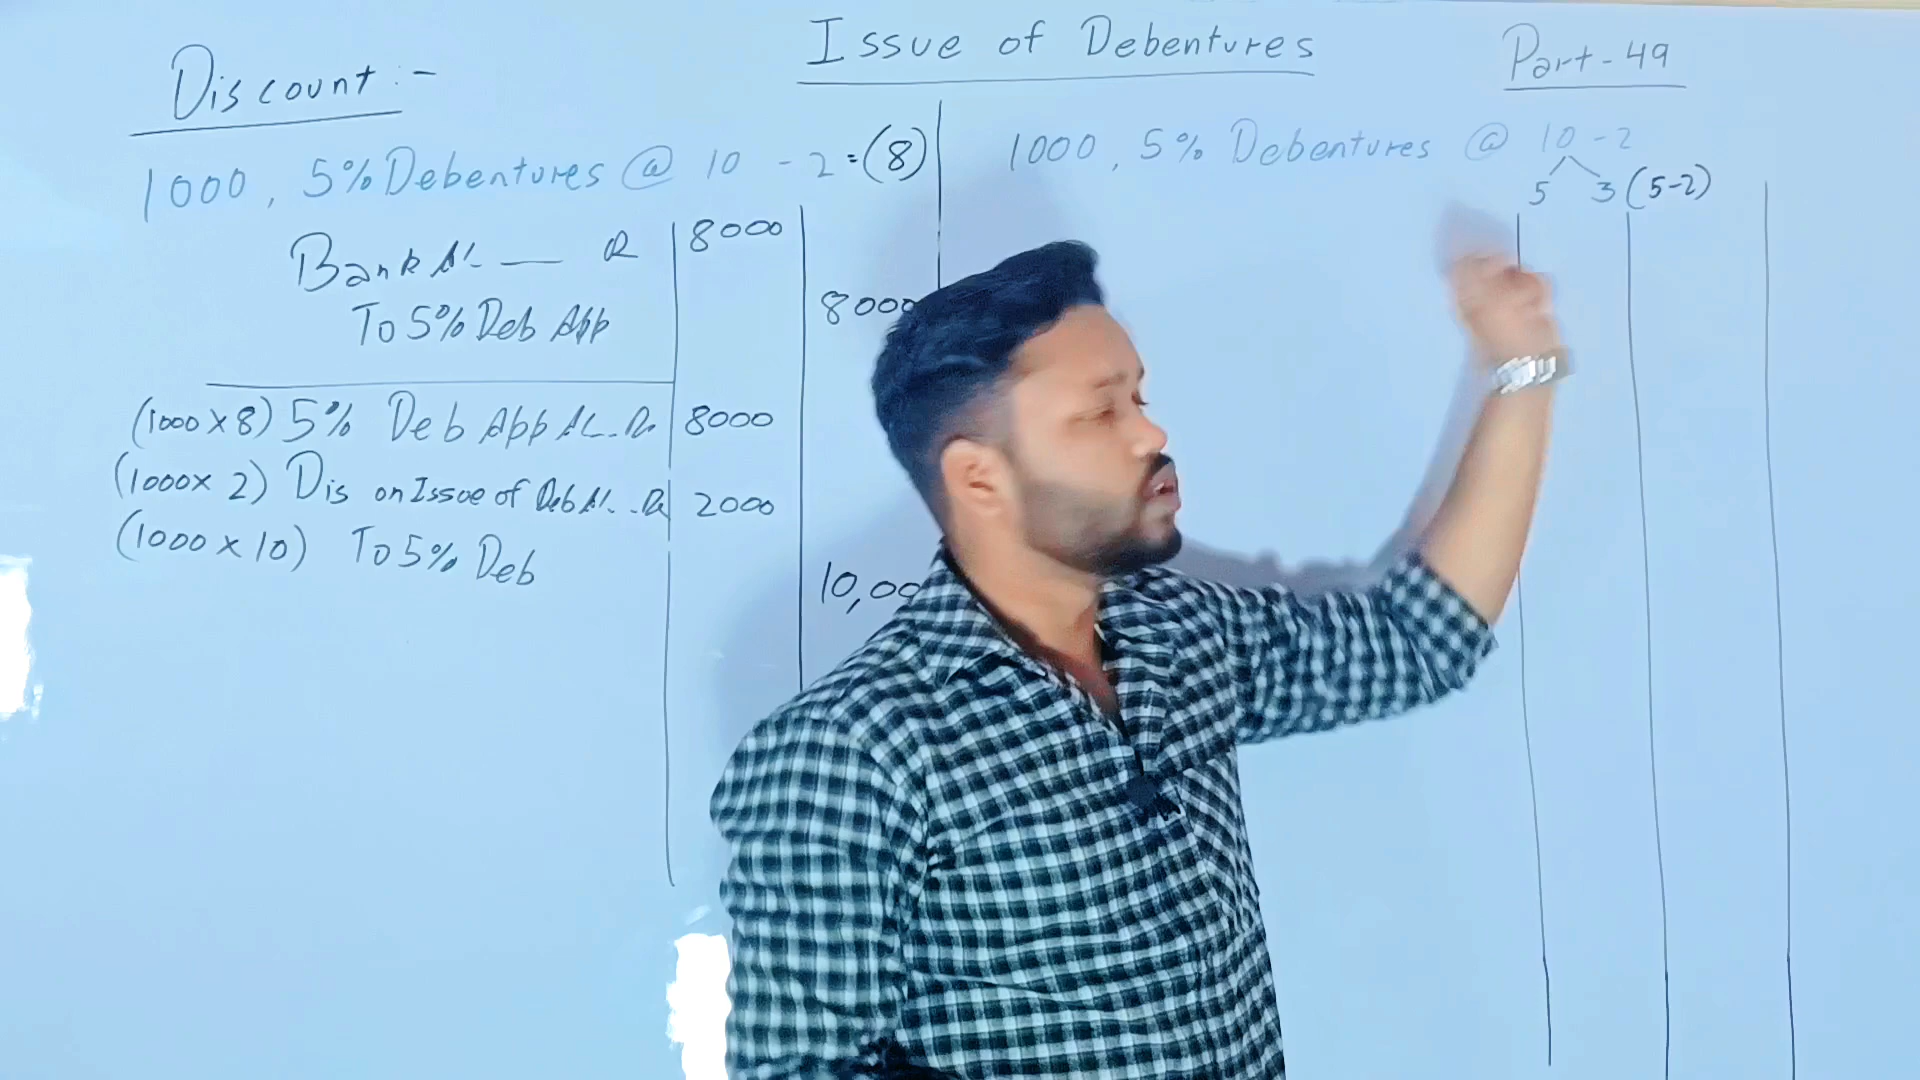 Issue of Debentures
Part-49
Discount:-
1000, 5% Debentures @ 10 - 2 = (8)
Bank A/c — Dr 8000
To 5% Deb App 8000
(1000 x 8) 5% Deb App A/c - Dr 8000
(1000 x 2) Dis on Issue of Deb A/c - Dr 2000
(1000 x 10) To 5% Deb 10,00
1000, 5% Debentures @ 10 - 2
5 3 (5-2)